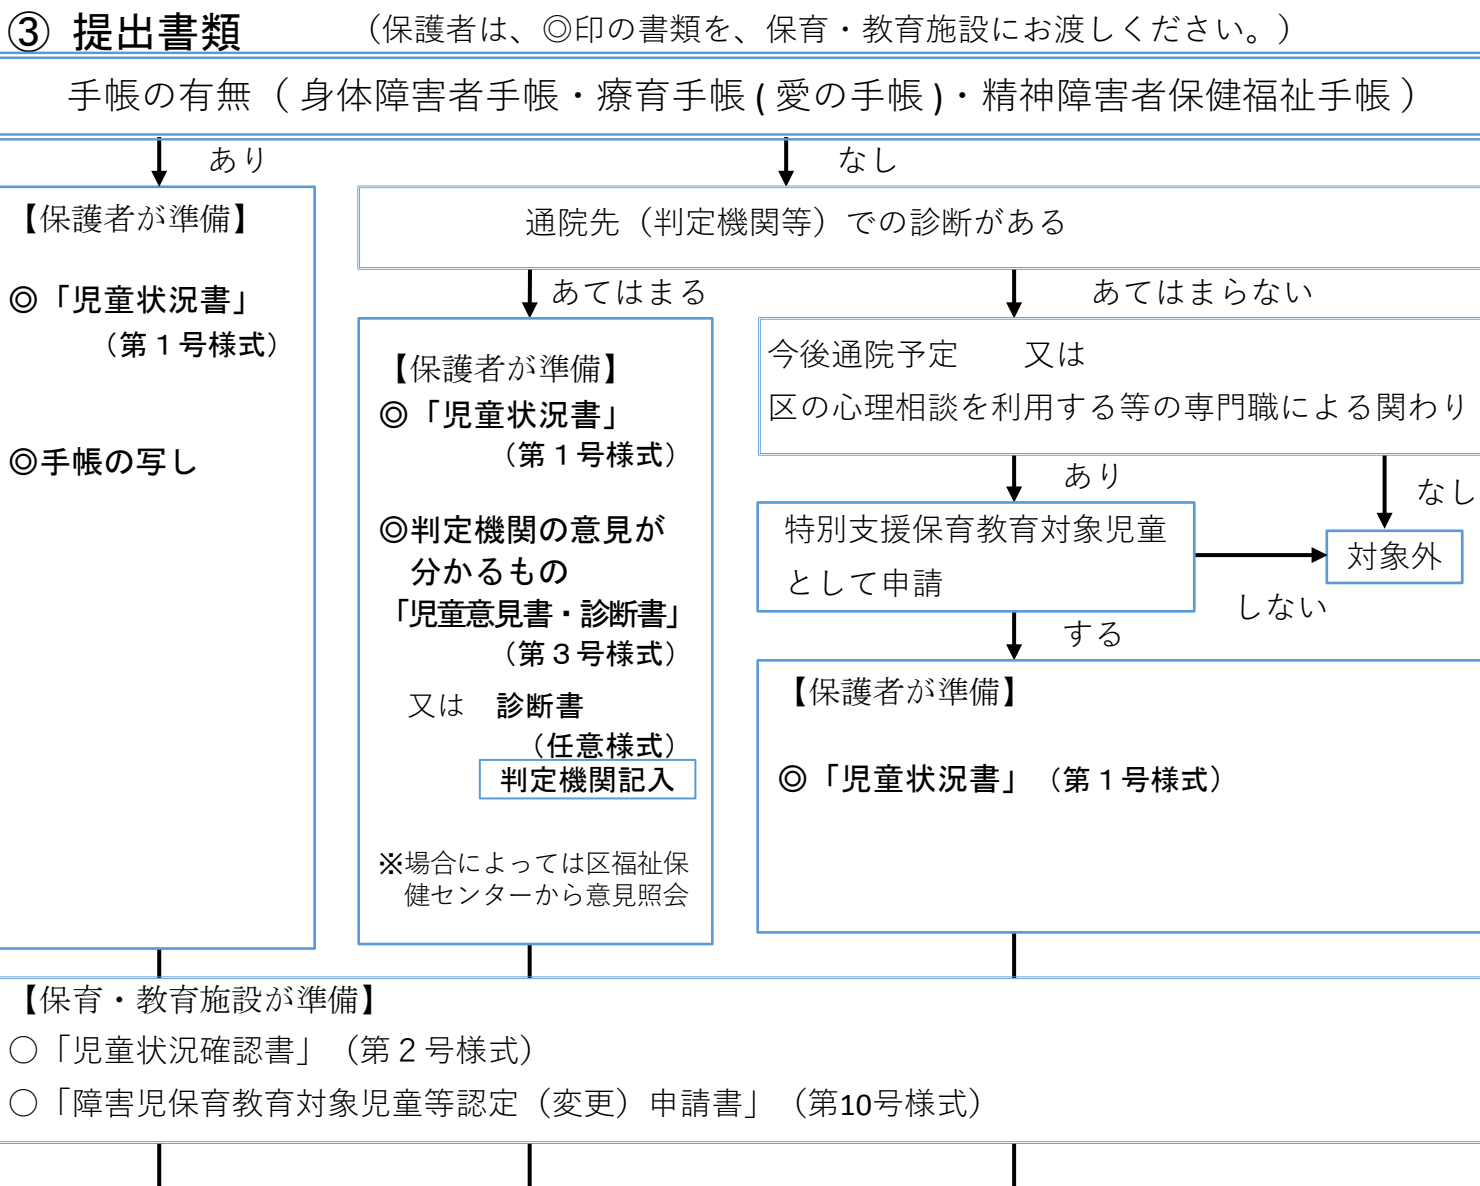 ③ 提出書類 （保護者は、◎印の書類を、保育・教育施設にお渡しください。）
手帳の有無（ 身体障害者手帳・療育手帳 ( 愛の手帳 )・精神障害者保健福祉手帳 ）
あり
なし
【保護者が準備】
◎「児童状況書」
（第１号様式）
◎手帳の写し
通院先（判定機関等）での診断がある
あてはまる
あてはまらない
【保護者が準備】
◎「児童状況書」
（第１号様式）
◎判定機関の意見が
分かるもの
「児童意見書・診断書」
（第３号様式）
又は 診断書
（任意様式）
判定機関記入
※場合によっては区福祉保
健センターから意見照会
今後通院予定 又は
区の心理相談を利用する等の専門職による関わり
あり
なし
特別支援保育教育対象児童
として申請
対象外
しない
する
【保護者が準備】
◎「児童状況書」（第１号様式）
【保育・教育施設が準備】
○「児童状況確認書」（第２号様式）
○「障害児保育教育対象児童等認定（変更）申請書」（第10号様式）